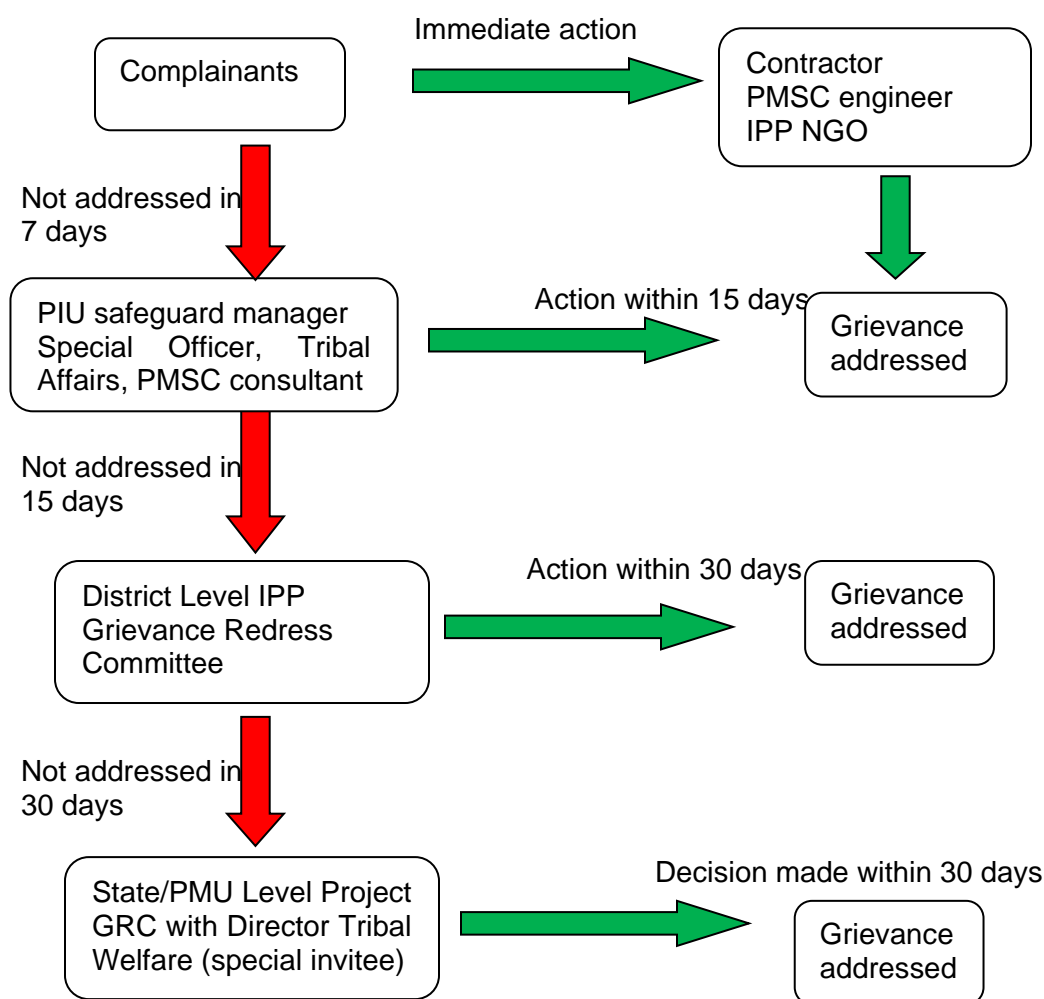 Immediate action
Complainants
Contractor
PMSC engineer
IPP NGO
Not addressed in
7 days
PIU safeguard manager
Special Officer, Tribal
Affairs, PMSC consultant
Action within 15 days
Grievance
addressed
Not addressed in
15 days
District Level IPP
Grievance Redress
Committee
Action within 30 days
Grievance
addressed
Not addressed in
30 days
State/PMU Level Project
GRC with Director Tribal
Welfare (special invitee)
Decision made within 30 days
Grievance
addressed